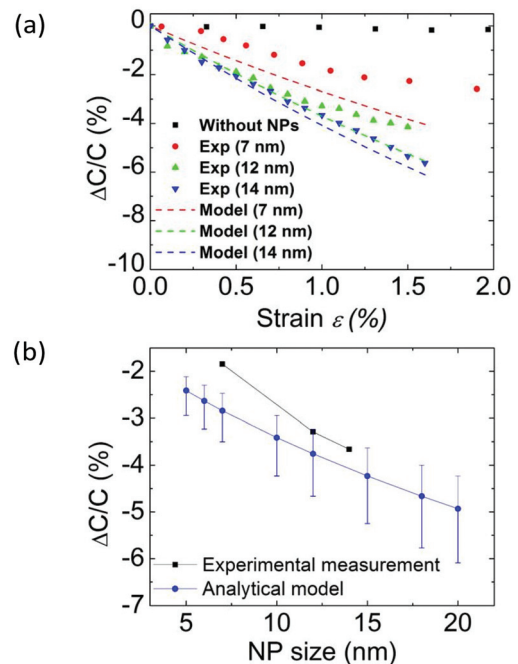 (a)
0
-2
-4
-6
-8
-10
ΔC/C (%)
Without NPs
Exp (7 nm)
Exp (12 nm)
Exp (14 nm)
Model (7 nm)
Model (12 nm)
Model (14 nm)
0.0 0.5 1.0 1.5 2.0
Strain ε(%)
(b)
-2
-3
-4
-5
-6
-7
ΔC/C (%)
Experimental measurement
Analytical model
5 10 15 20
NP size (nm)